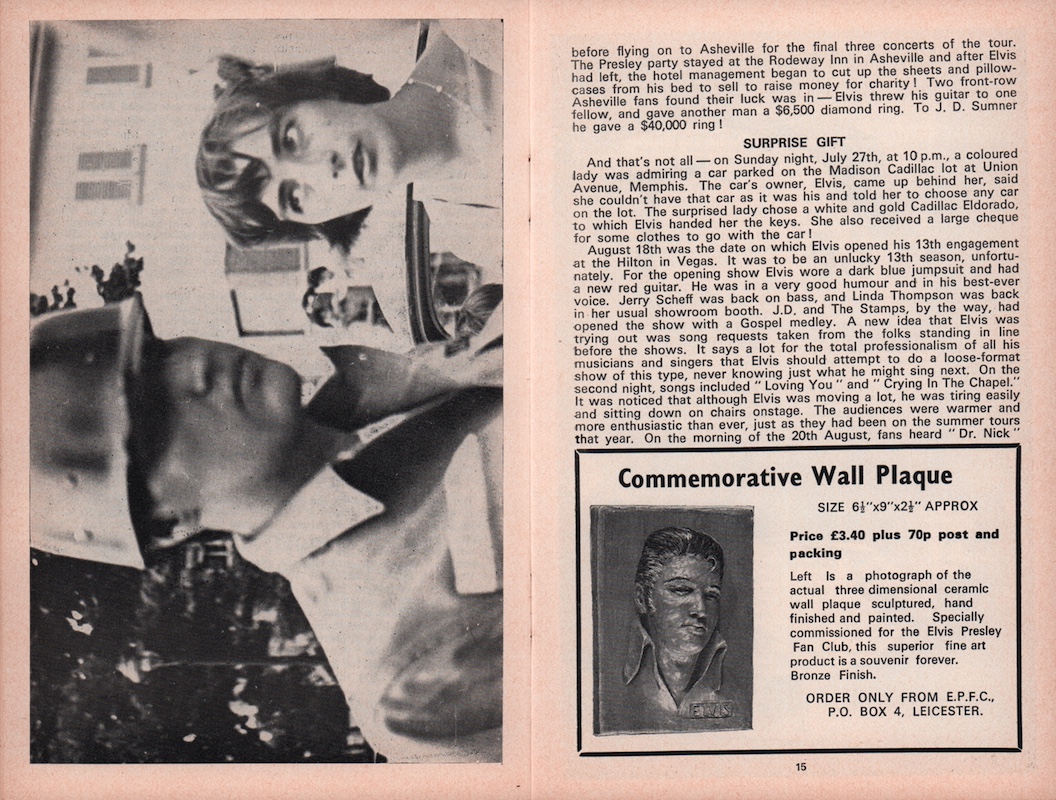 before flying on to Asheville for the final three concerts of the tour.
The Presley party stayed at the Rodeway Inn in Asheville and after Elvis
had left, the hotel management began to cut up the sheets and pillow-
cases from his bed to sell to raise money for charity! Two front-row
Asheville fans found their luck was in — Elvis threw his guitar to one
fellow, and gave another man a $6,500 diamond ring. To J. D. Sumner
he gave a $40,000 ring!
SURPRISE GIFT
And that's not all — on Sunday night, July 27th, at 10 p.m., a coloured
lady was admiring a car parked on the Madison Cadillac lot at Union
Avenue, Memphis. The car's owner, Elvis, came up behind her, said
she couldn't have that car as it was his and told her to choose any car
on the lot. The surprised lady chose a white and gold Cadillac Eldorado,
to which Elvis handed her the keys. She also received a large cheque
for some clothes to go with the car!
August 18th was the date on which Elvis opened his 13th engagement
at the Hilton in Vegas. It was to be an unlucky 13th season, unfortu-
nately. For the opening show Elvis wore a dark blue jumpsuit and had
a new red guitar. He was in a very good humour and in his best-ever
voice. Jerry Scheff was back on bass, and Linda Thompson was back
in her usual showroom booth. J.D. and The Stamps, by the way, had
opened the show with a Gospel medley. A new idea that Elvis was
trying out was song requests taken from the folks standing in line
before the shows. It says a lot for the total professionalism of all his
musicians and singers that Elvis should attempt to do a loose-format
show of this type, never knowing just what he might sing next. On the
second night, songs included "Loving You" and "Crying In The Chapel."
It was noticed that although Elvis was moving a lot, he was tiring easily
and sitting down on chairs onstage. The audiences were warmer and
more enthusiastic than ever, just as they had been on the summer tours
that year. On the morning of the 20th August, fans heard "Dr. Nick"
Commemorative Wall Plaque
SIZE 6½"x9"x2½" APPROX
Price £3.40 plus 70p post and
packing
Left Is a photograph of the
actual three dimensional ceramic
wall plaque sculptured, hand
finished and painted. Specially
commissioned for the Elvis Presley
Fan Club, this superior fine art
product is a souvenir forever.
Bronze Finish.
ELVIS
ORDER ONLY FROM E.P.F.C.,
P.O. BOX 4, LEICESTER.
15